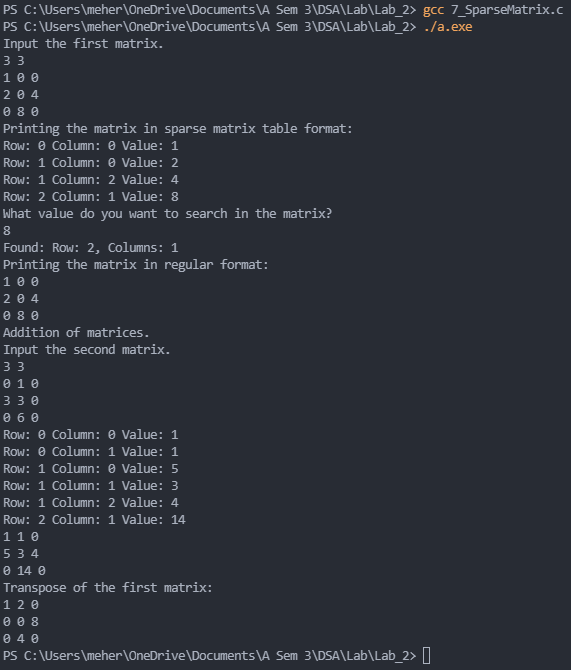 PS C:\Users\meher\OneDrive\Documents\A Sem 3\DSA\Lab\Lab_2> gcc 7_SparseMatrix.c
PS C:\Users\meher\OneDrive\Documents\A Sem 3\DSA\Lab\Lab_2> ./a.exe
Input the first matrix.
3 3
1 0 0
2 0 4
0 8 0
Printing the matrix in sparse matrix table format:
Row: 0 Column: 0 Value: 1
Row: 1 Column: 0 Value: 2
Row: 1 Column: 2 Value: 4
Row: 2 Column: 1 Value: 8
What value do you want to search in the matrix?
8
Found: Row: 2, Columns: 1
Printing the matrix in regular format:
1 0 0
2 0 4
0 8 0
Addition of matrices.
Input the second matrix.
3 3
0 1 0
3 3 0
0 6 0
Row: 0 Column: 0 Value: 1
Row: 0 Column: 1 Value: 1
Row: 1 Column: 0 Value: 5
Row: 1 Column: 1 Value: 3
Row: 1 Column: 2 Value: 4
Row: 2 Column: 1 Value: 14
1 1 0
5 3 4
0 14 0
Transpose of the first matrix:
1 2 0
0 0 8
0 4 0
PS C:\Users\meher\OneDrive\Documents\A Sem 3\DSA\Lab\Lab_2>